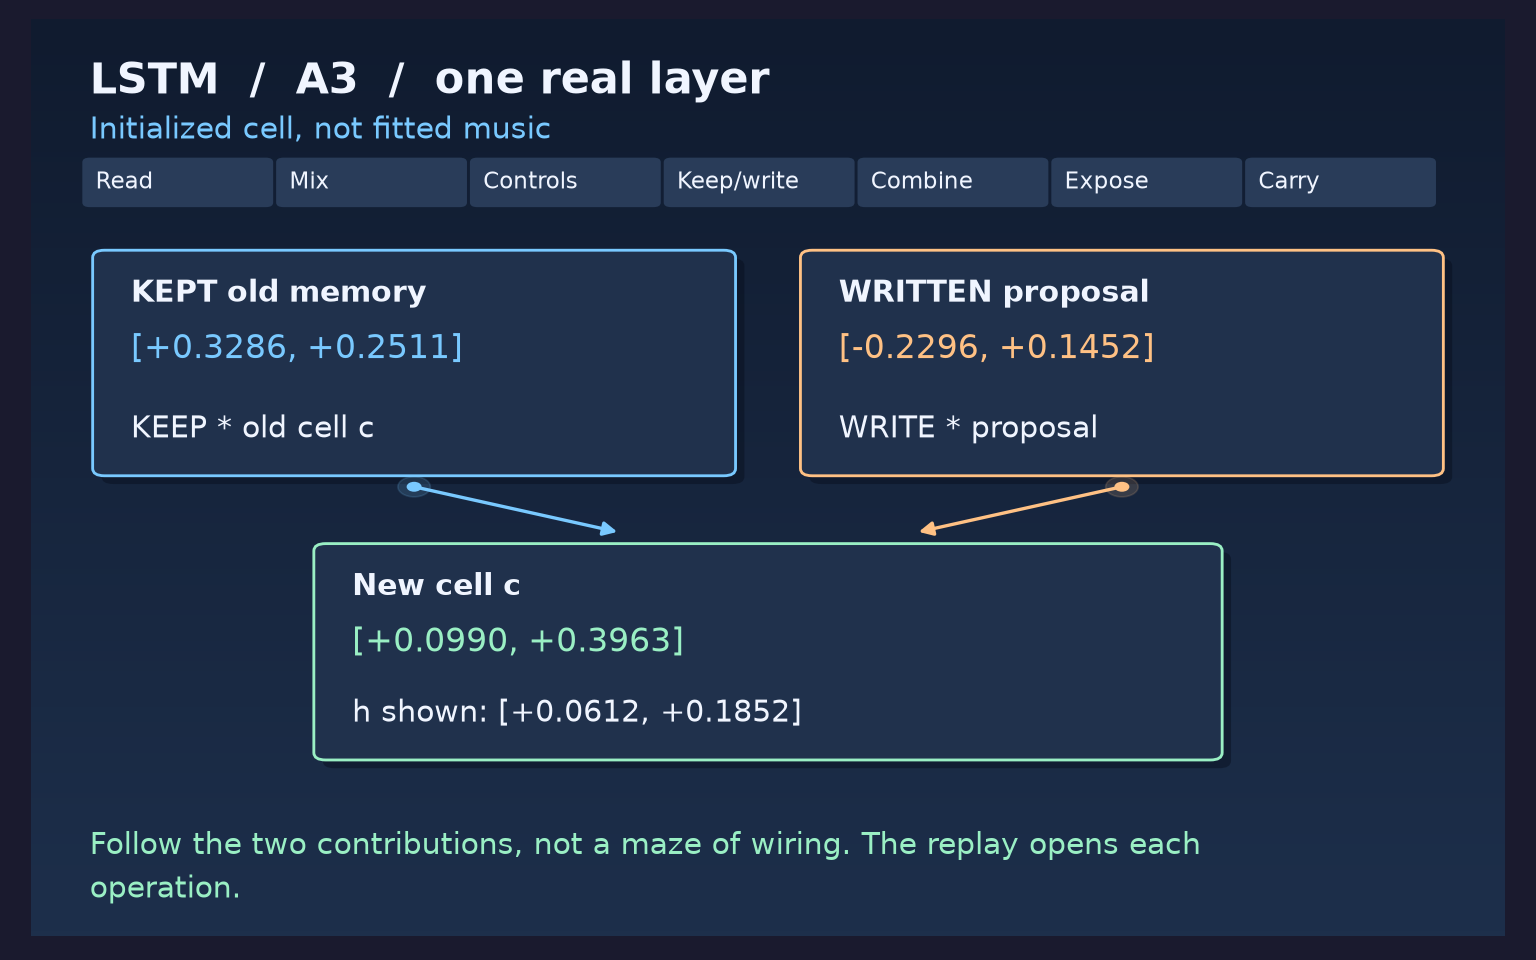 LSTM / A3 / one real layer
Initialized cell, not fitted music
Read Mix Controls Keep/write Combine Expose Carry
KEPT old memory
[+0.3286, +0.2511]
KEEP * old cell c
WRITTEN proposal
[-0.2296, +0.1452]
WRITE * proposal
New cell c
[+0.0990, +0.3963]
h shown: [+0.0612, +0.1852]
Follow the two contributions, not a maze of wiring. The replay opens each
operation.